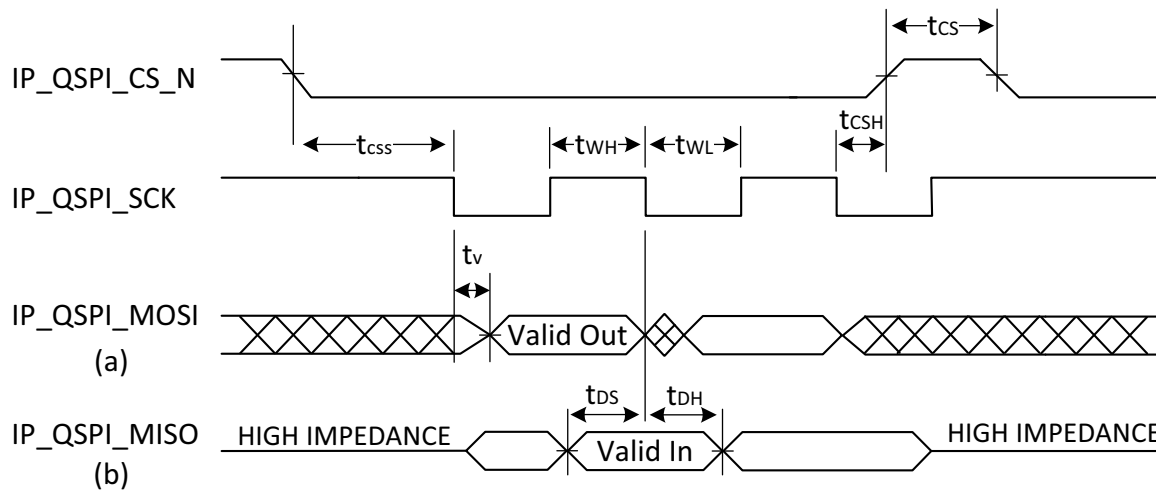 tCS
IP_QSPI_CS_N
tCSH
tcss
tWH
tWL
IP_QSPI_SCK
tv
IP_QSPI_MOSI
Valid Out
(a)
tDS
tDH
IP_QSPI_MISO
HIGH IMPEDANCE
Valid In
HIGH IMPEDANCE
(b)